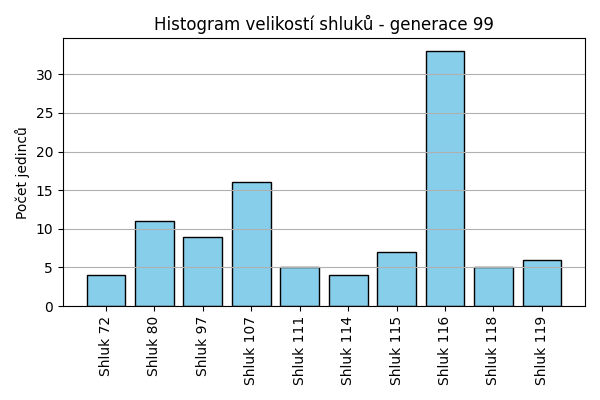 Histogram velikostí shluků - generace 99
Počet jedinců
30
25
20
15
10
5
0
Shluk 72
Shluk 80
Shluk 97
Shluk 107
Shluk 111
Shluk 114
Shluk 115
Shluk 116
Shluk 118
Shluk 119